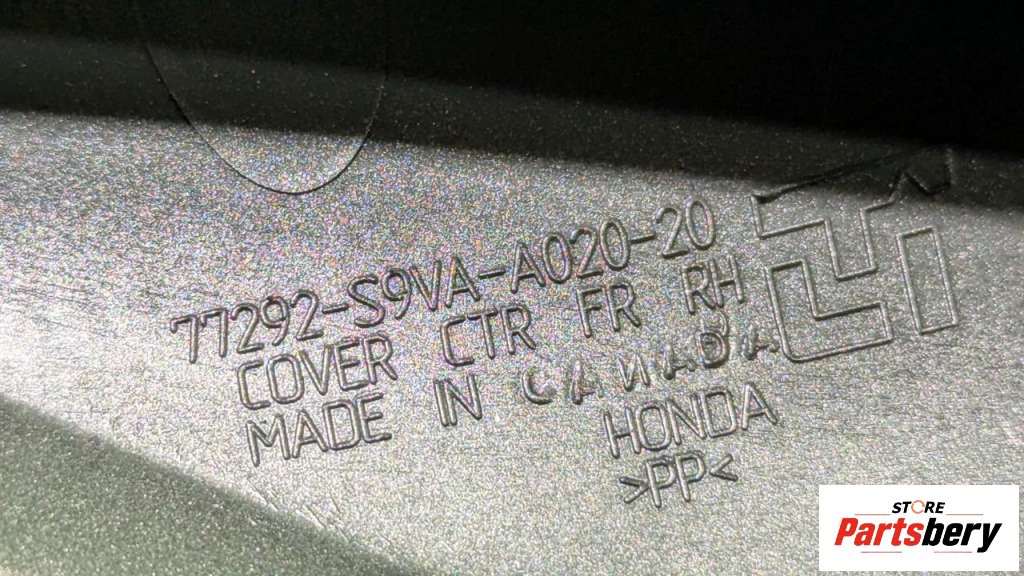 77292-S9VA-A020-20
COVER CTR FR RH
MADE IN CANADA
HONDA
>PP<
STORE
Partsbery